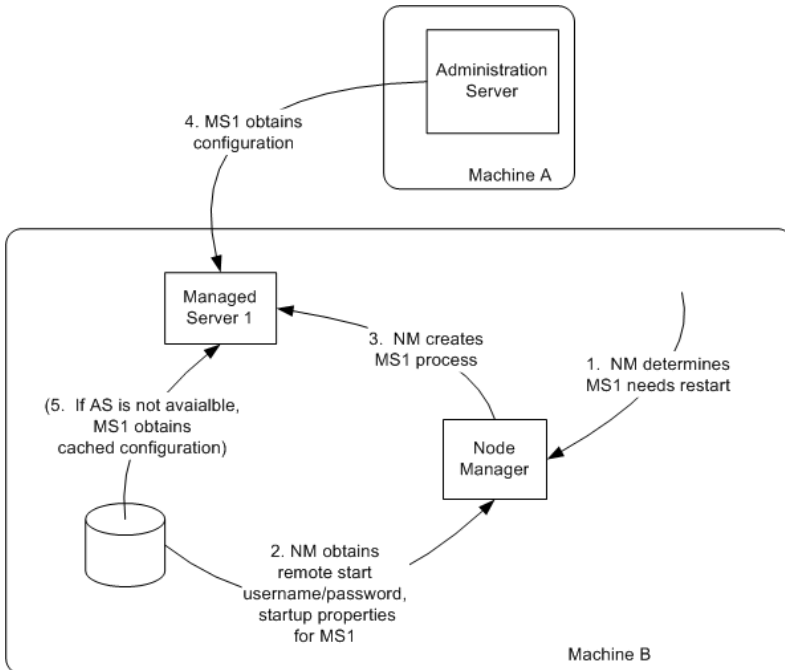 Administration
Server
Machine A
4. MS1 obtains
configuration
Managed
Server 1
3. NM creates
MS1 process
1. NM determines
MS1 needs restart
(5. If AS is not avaialble,
MS1 obtains
cached configuration)
Node
Manager
2. NM obtains
remote start
username/password,
startup properties
for MS1
Machine B